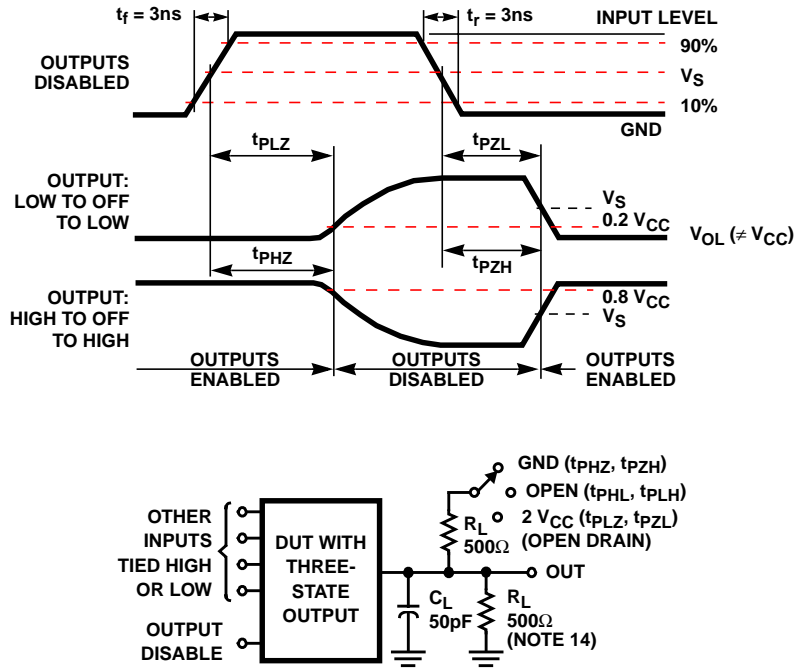 tf = 3ns
tr = 3ns
INPUT LEVEL
90%
OUTPUTS
DISABLED
VS
10%
GND
tPLZ
tPZL
OUTPUT:
LOW TO OFF
TO LOW
VS
0.2 VCC
VOL (≠ VCC)
tPHZ
tPZH
OUTPUT:
HIGH TO OFF
TO HIGH
0.8 VCC
VS
OUTPUTS
ENABLED
OUTPUTS
DISABLED
OUTPUTS
ENABLED
GND (tPHZ, tPZH)
OPEN (tPHL, tPLH)
2 VCC (tPLZ, tPZL)
(OPEN DRAIN)
RL
500Ω
OTHER
INPUTS
TIED HIGH
OR LOW
DUT WITH
THREE-
STATE
OUTPUT
OUT
CL
50pF
RL
500Ω
(NOTE 14)
OUTPUT
DISABLE